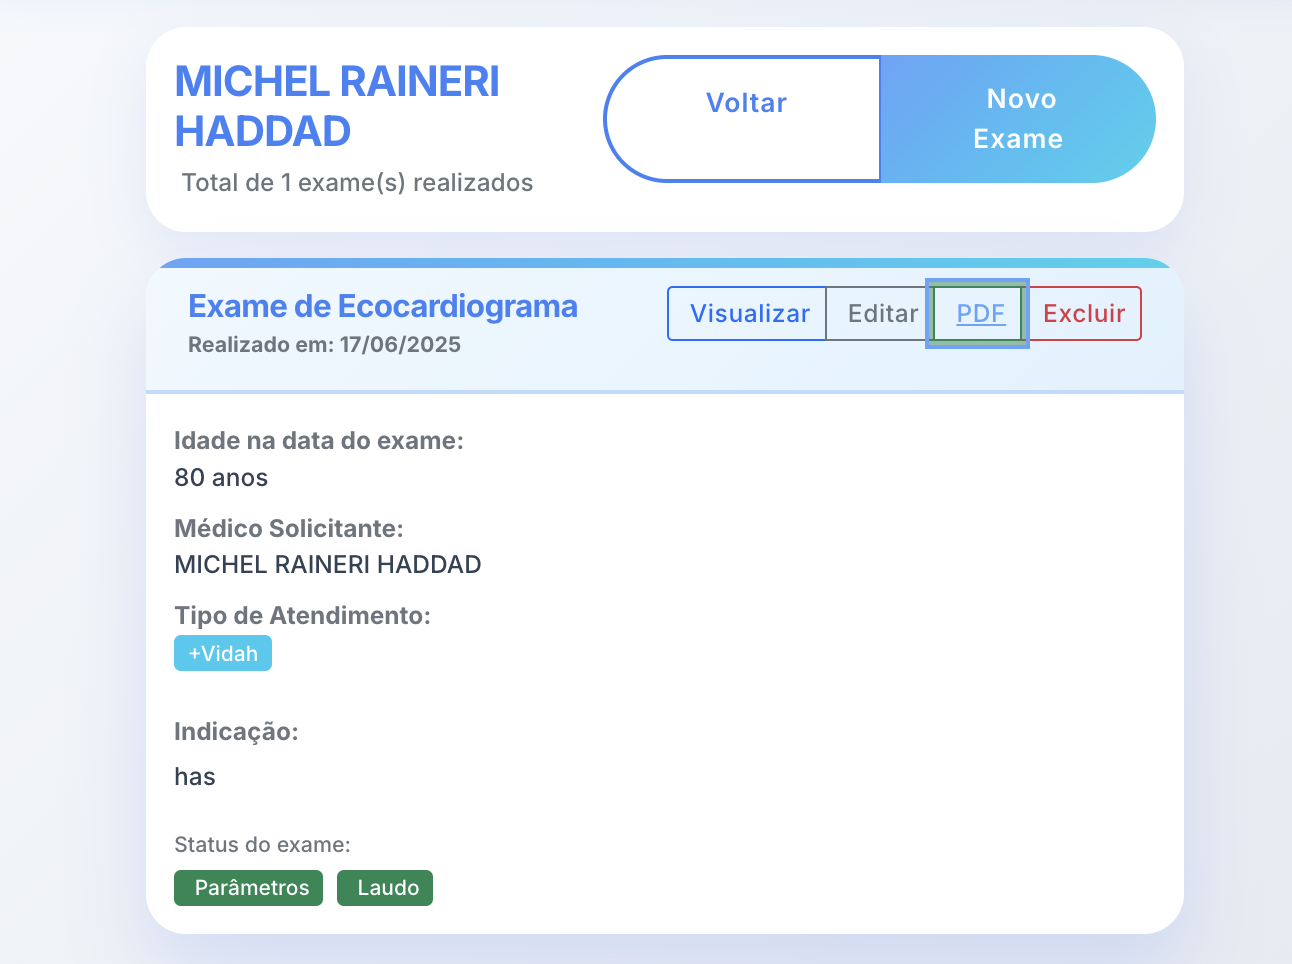 MICHEL RAINERI
HADDAD
Total de 1 exame(s) realizados
Voltar
Novo
Exame
Exame de Ecocardiograma
Realizado em: 17/06/2025
Visualizar
Editar
PDF
Excluir
Idade na data do exame:
80 anos
Médico Solicitante:
MICHEL RAINERI HADDAD
Tipo de Atendimento:
+Vidah
Indicação:
has
Status do exame:
Parâmetros
Laudo